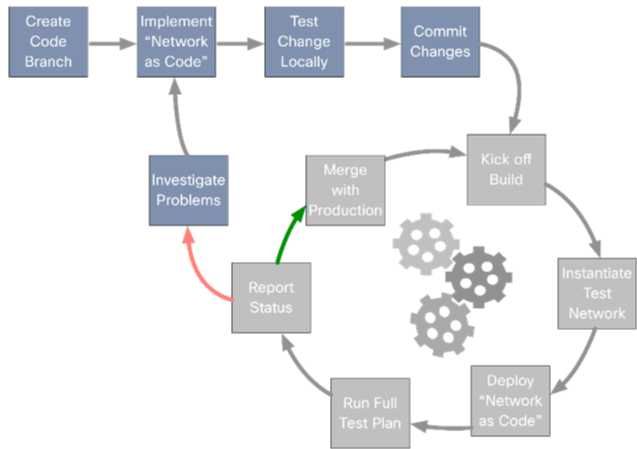 Create
Code
Branch
Implement
“Network
as Code”
Test
Change
Locally
Commit
Changes
Investigate
Problems
Merge
with
Production
Kick off
Build
Report
Status
Instantiate
Test
Network
Run Full
Test Plan
Deploy
“Network
as Code”